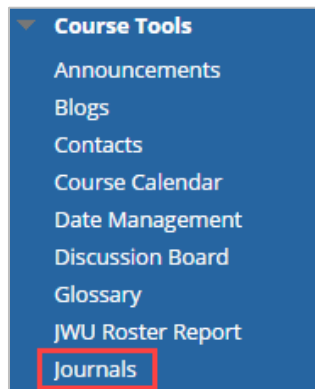 Course Tools
Announcements
Blogs
Contacts
Course Calendar
Date Management
Discussion Board
Glossary
JWU Roster Report
Journals